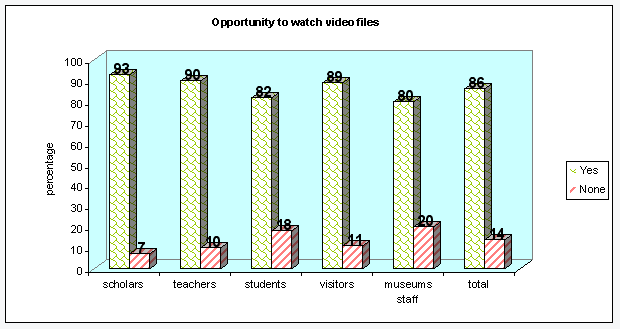 Opportunity to watch video files
percentage
100
90
80
70
60
50
40
30
20
10
0
93
7
90
10
82
18
89
11
80
20
86
14
scholars
teachers
students
visitors
museums
staff
total
Yes
None